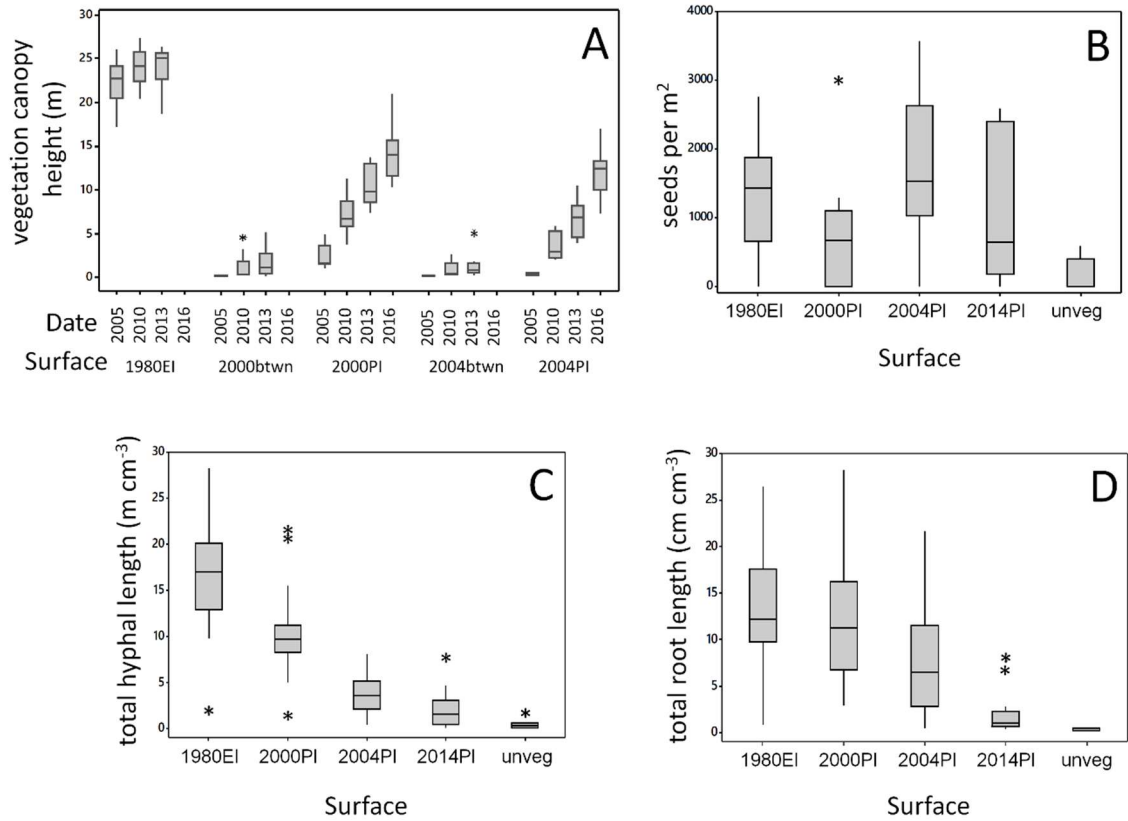 A
vegetation canopy
height (m)
30
25
20
15
10
5
0
Date
2005 2010 2013 2016 2005 2010 2013 2016 2005 2010 2013 2016 2005 2010 2013 2016 2005 2010 2013 2016
Surface 1980EI 2000btwn 2000PI 2004btwn 2004PI
B
seeds per m²
4000
3000
2000
1000
0
*
1980EI 2000PI 2004PI 2014PI unveg
Surface
C
total hyphal length (m cm⁻³)
30
25
20
15
10
5
0
1980EI 2000PI 2004PI 2014PI unveg
Surface
D
total root length (cm cm⁻³)
30
25
20
15
10
5
0
1980EI 2000PI 2004PI 2014PI unveg
Surface